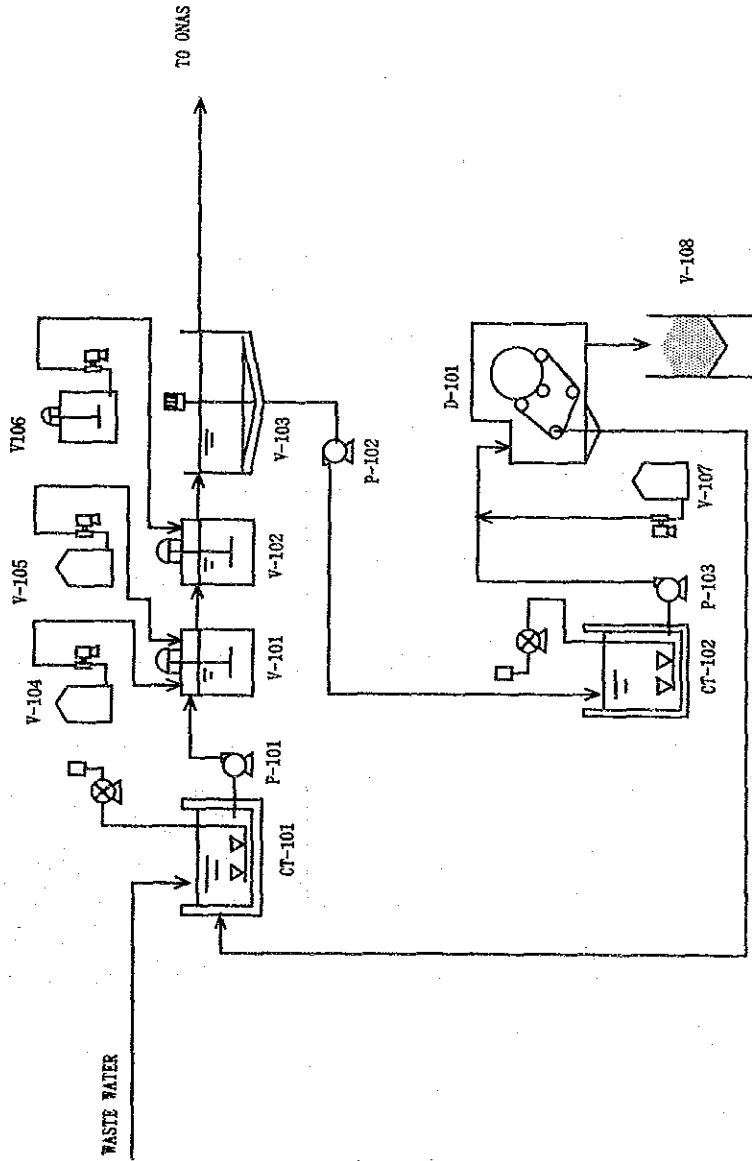 WASTE WATER
TO ONAS
V-104
V-105
V106
CT-101
P-101
V-101
V-102
V-103
P-102
CT-102
P-103
V-107
D-101
V-108